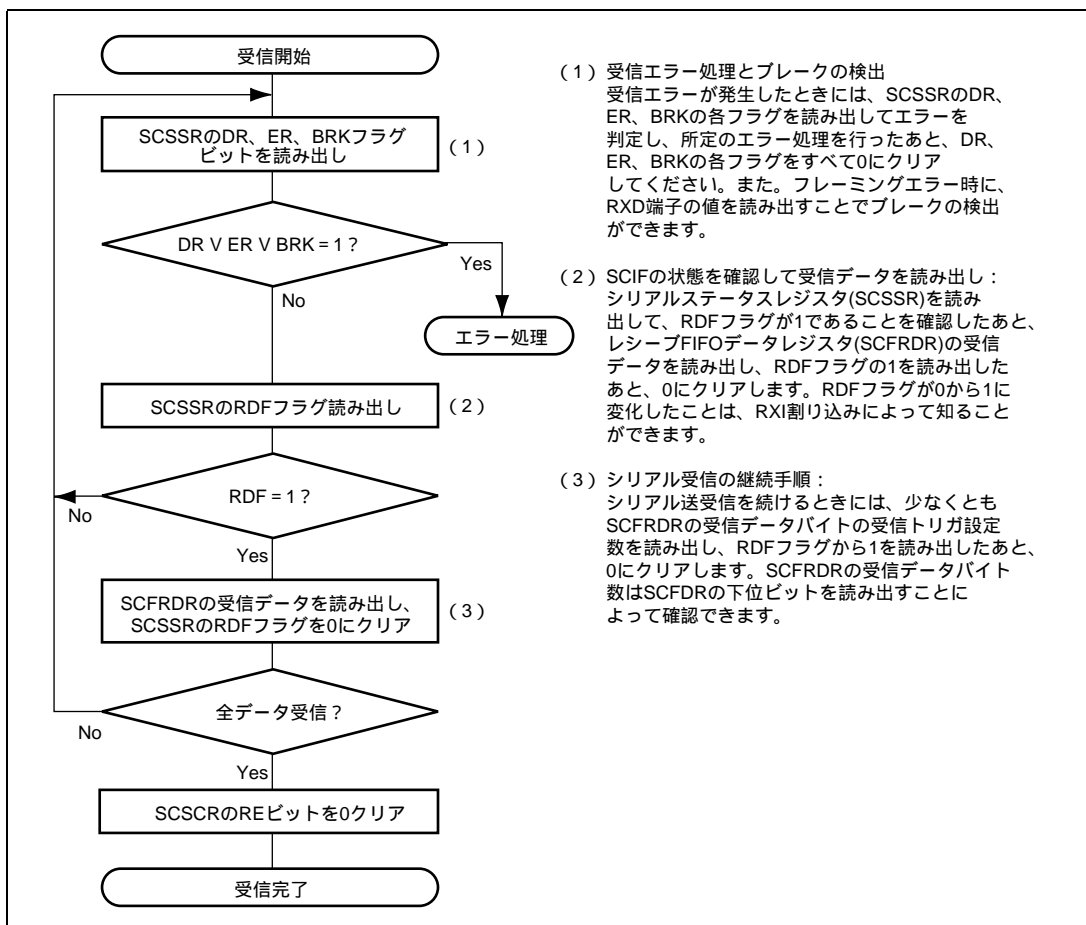 受信開始
SCSSRのDR、ER、BRKフラグ
ビットを読み出し
(1)
DR V ER V BRK = 1?
Yes
No
エラー処理
SCSSRのRDFフラグ読み出し
(2)
RDF = 1?
No
Yes
SCFRDRの受信データを読み出し、
SCSSRのRDFフラグを0にクリア
(3)
全データ受信?
No
Yes
SCSCRのREビットを0クリア
受信完了
(1) 受信エラー処理とブレークの検出
受信エラーが発生したときには、SCSSRのDR、
ER、BRKの各フラグを読み出してエラーを
判定し、所定のエラー処理を行ったあと、DR、
ER、BRKの各フラグをすべて0にクリア
してください。また。フレーミングエラー時に、
RXD端子の値を読み出すことでブレークの検出
ができます。
(2) SCIFの状態を確認して受信データを読み出し:
シリアルステータスレジスタ(SCSSR)を読み
出して、RDFフラグが1であることを確認したあと、
レシーブFIFOデータレジスタ(SCFRDR)の受信
データを読み出し、RDFフラグの1を読み出した
あと、0にクリアします。RDFフラグが0から1に
変化したことは、RXI割り込みによって知ること
ができます。
(3) シリアル受信の継続手順:
シリアル送受信を続けるときには、少なくとも
SCFRDRの受信データバイトの受信トリガ設定
数を読み出し、RDFフラグから1を読み出したあと、
0にクリアします。SCFRDRの受信データバイト
数はSCFDRの下位ビットを読み出すことに
よって確認できます。